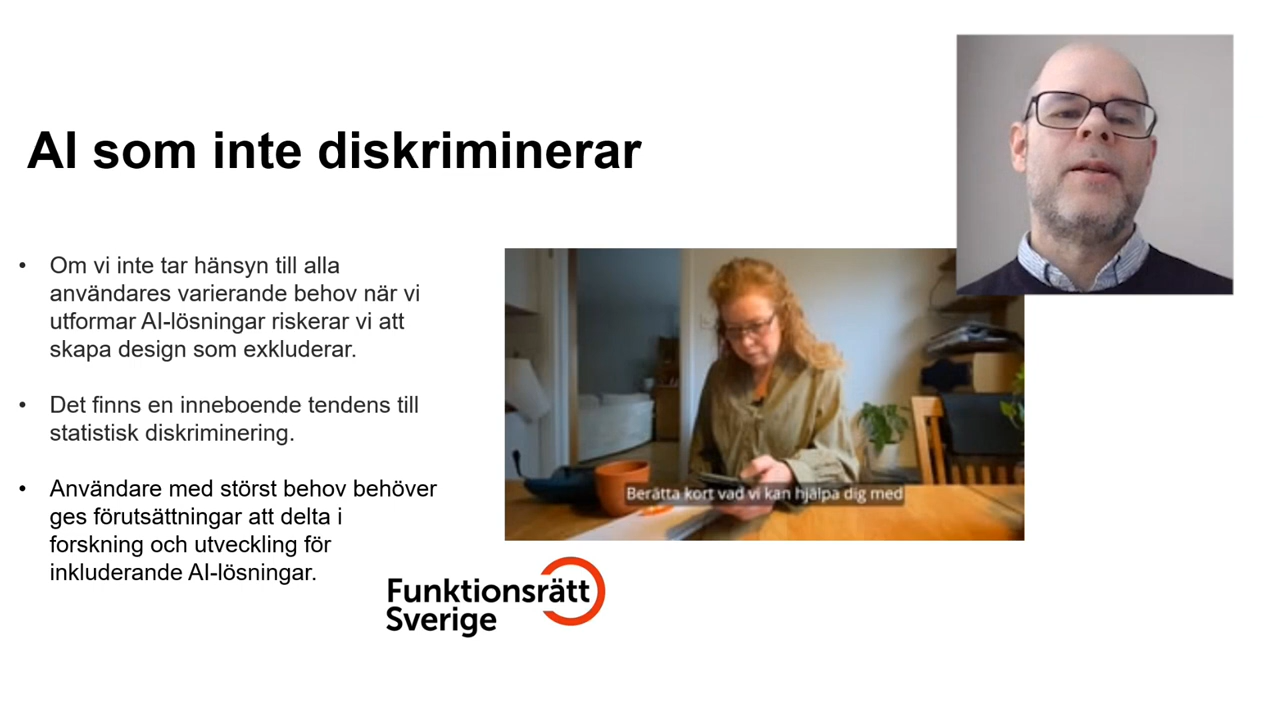 AI som inte diskriminerar
• Om vi inte tar hänsyn till alla
användares varierande behov när vi
utformar AI-lösningar riskerar vi att
skapa design som exkluderar.
• Det finns en inneboende tendens till
statistisk diskriminering.
• Användare med störst behov behöver
ges förutsättningar att delta i
forskning och utveckling för
inkluderande AI-lösningar.
Berätta kort vad vi kan hjälpa dig med
Funktionsrätt
Sverige